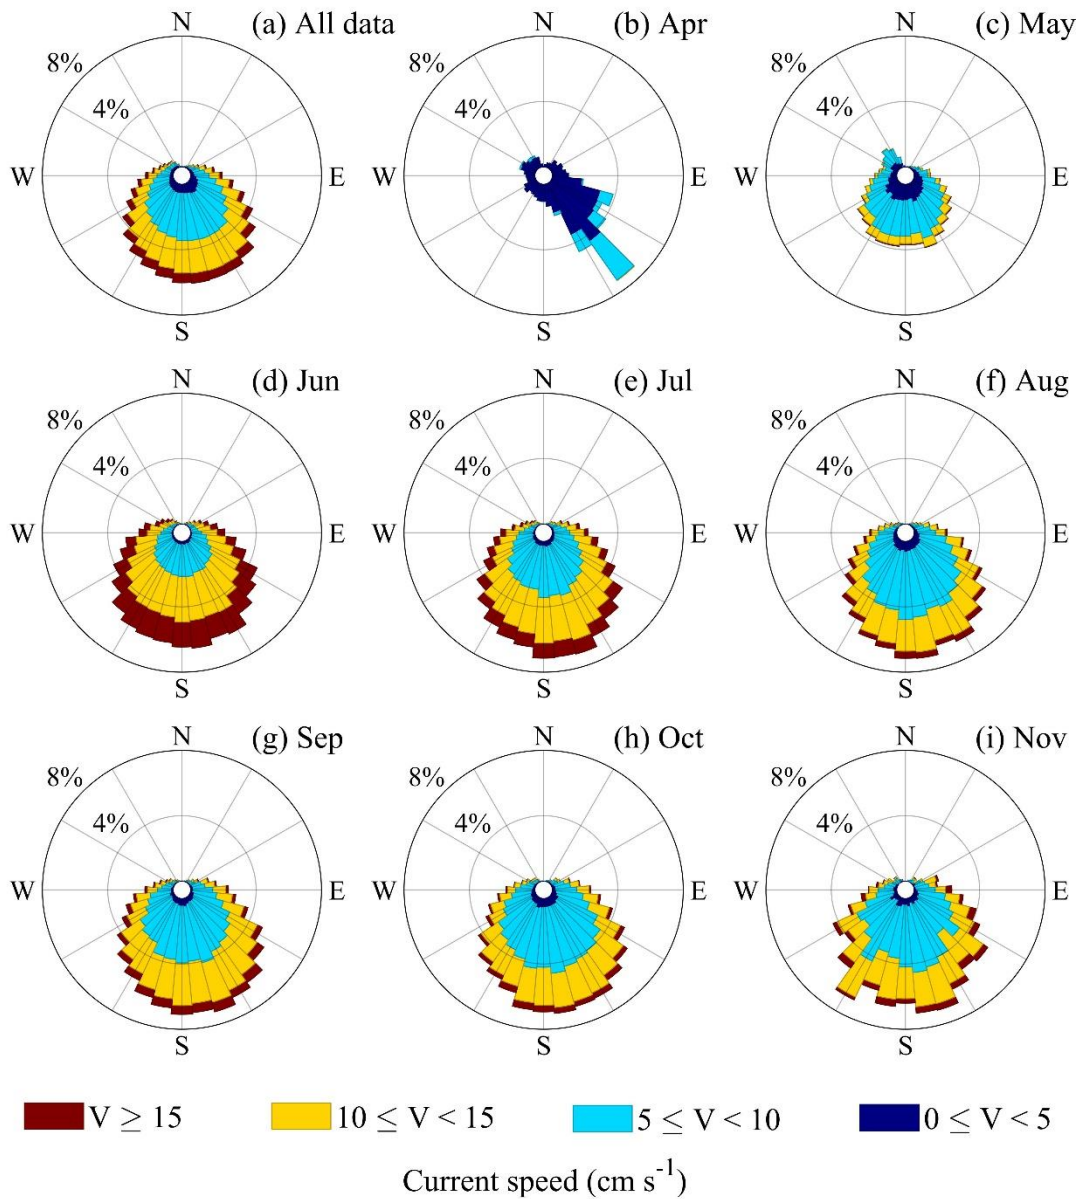 (a) All data
N
8%
4%
W
E
S
(b) Apr
N
8%
4%
W
E
S
(c) May
N
8%
4%
W
E
S
(d) Jun
N
8%
4%
W
E
S
(e) Jul
N
8%
4%
W
E
S
(f) Aug
N
8%
4%
W
E
S
(g) Sep
N
8%
4%
W
E
S
(h) Oct
N
8%
4%
W
E
S
(i) Nov
N
8%
4%
W
E
S
V ≥ 15
10 ≤ V < 15
5 ≤ V < 10
0 ≤ V < 5
Current speed (cm s⁻¹)